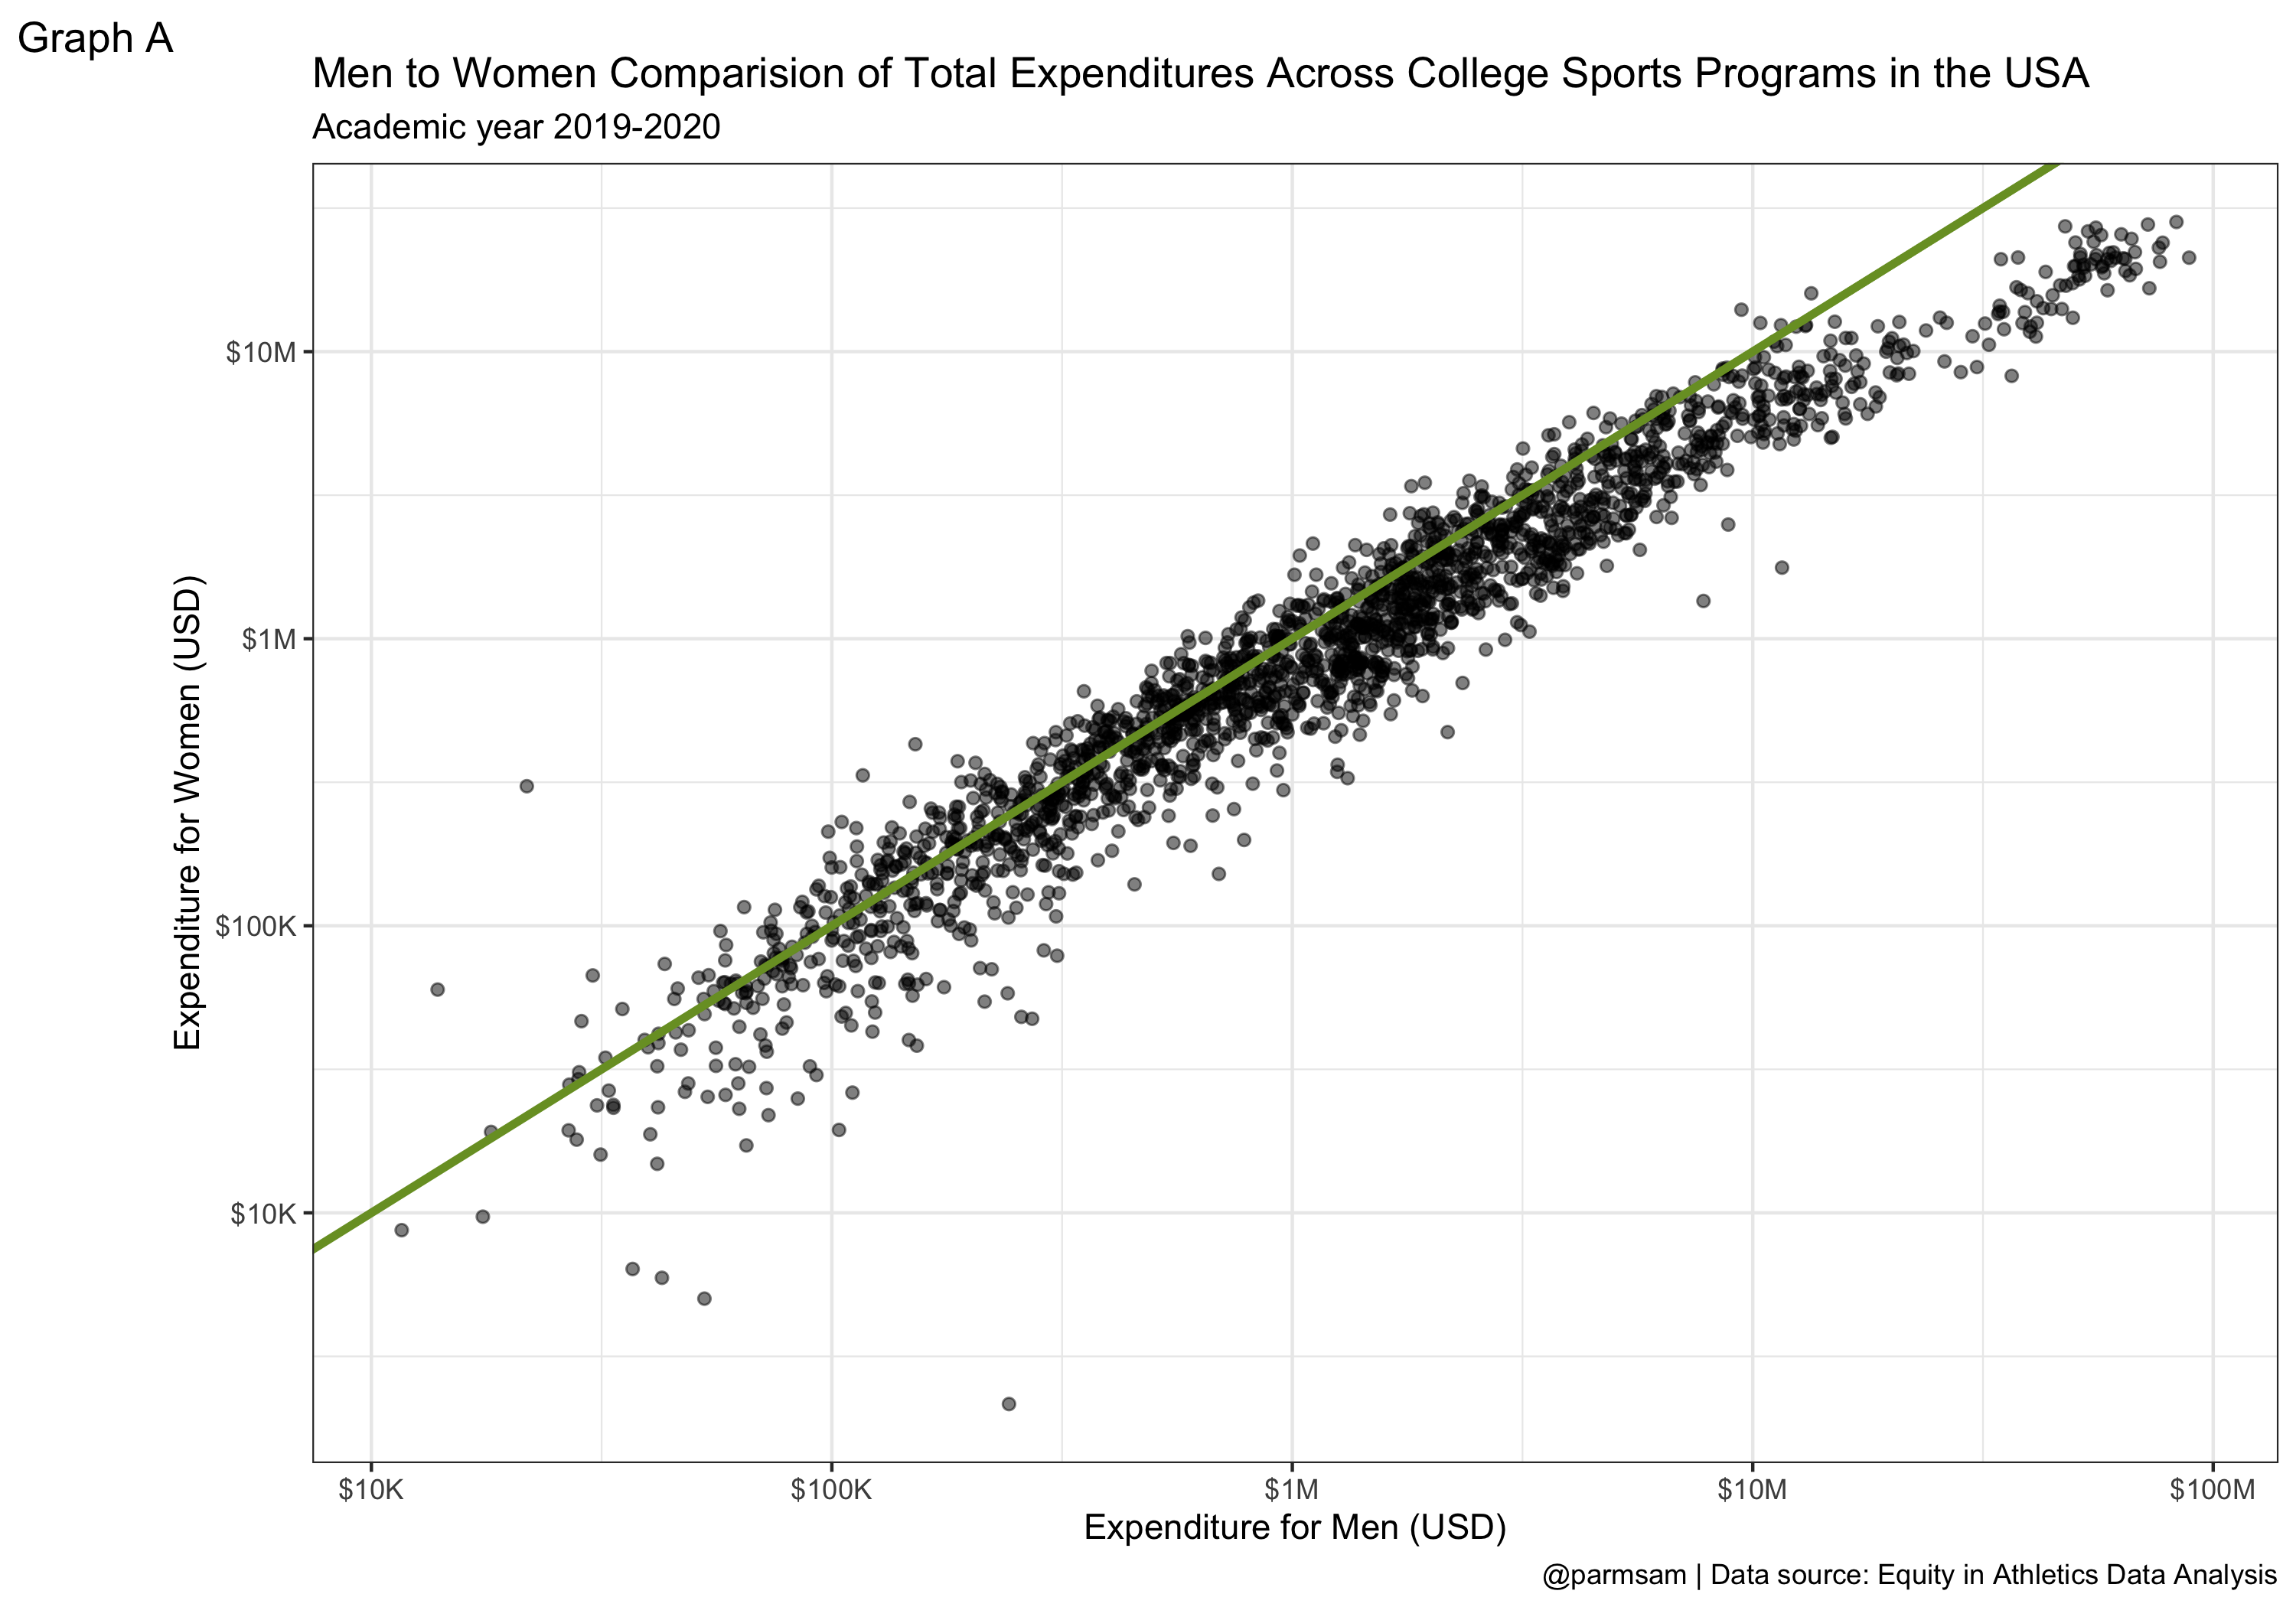 Graph A
Men to Women Comparision of Total Expenditures Across College Sports Programs in the USA
Academic year 2019-2020
Expenditure for Women (USD)
$10M
$1M
$100K
$10K
$10K
$100K
$1M
$10M
$100M
Expenditure for Men (USD)
@parmsam | Data source: Equity in Athletics Data Analysis